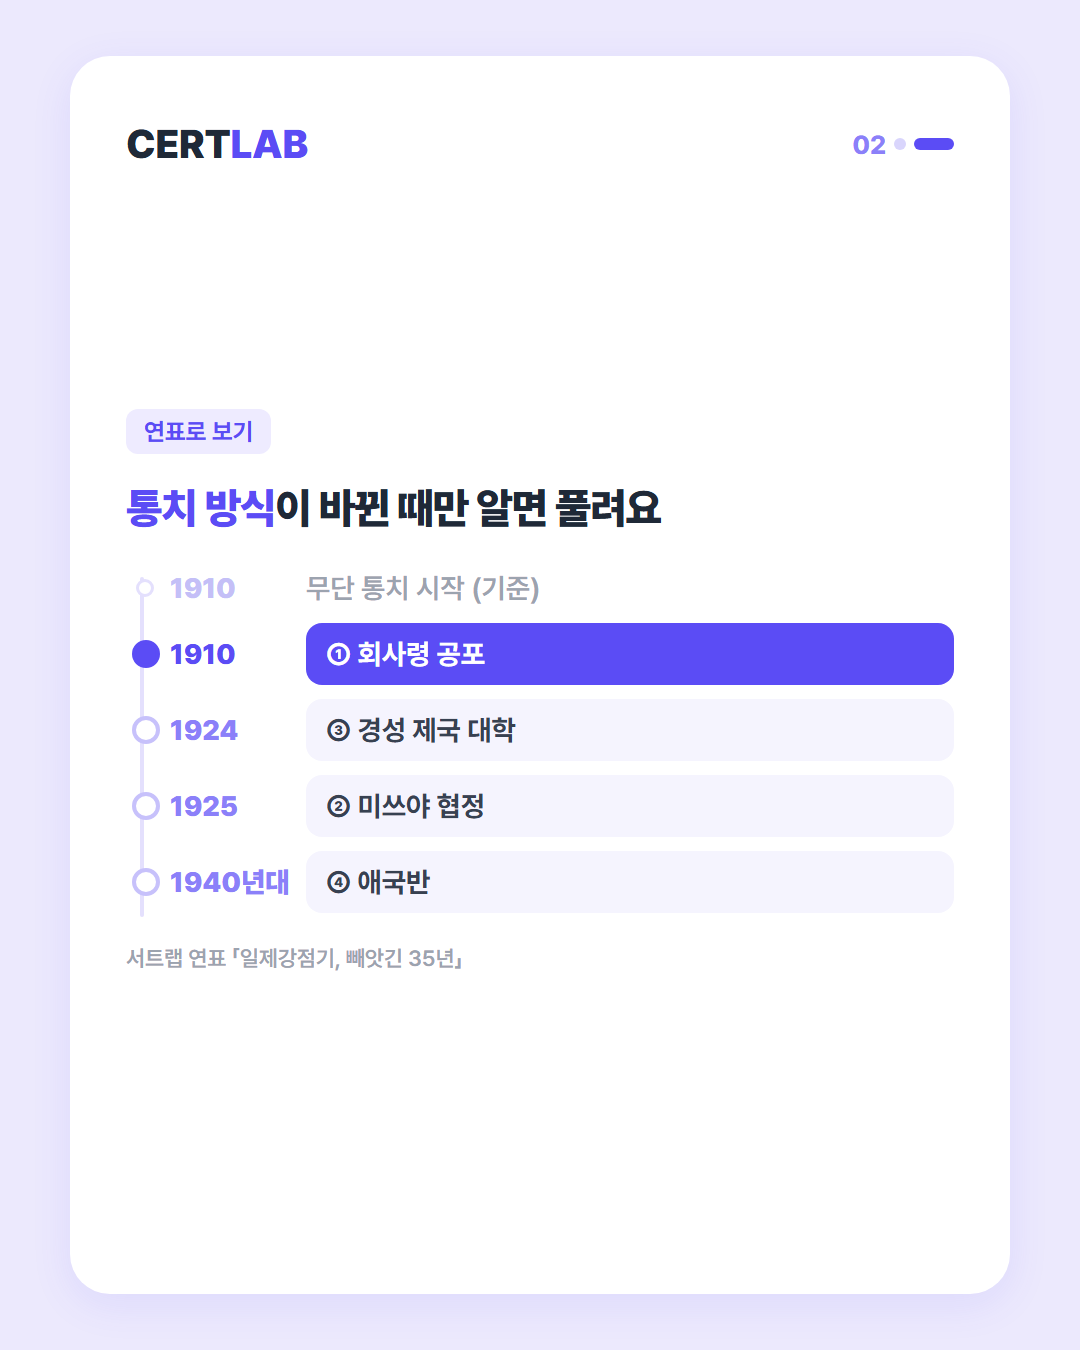 CERTLAB
02
연표로 보기
통치 방식이 바뀐 때만 알면 풀려요
1910 무단 통치 시작 (기준)
1910 ① 회사령 공포
1924 ③ 경성 제국 대학
1925 ② 미쓰야 협정
1940년대 ④ 애국반
서트랩 연표 「일제강점기, 빼앗긴 35년」